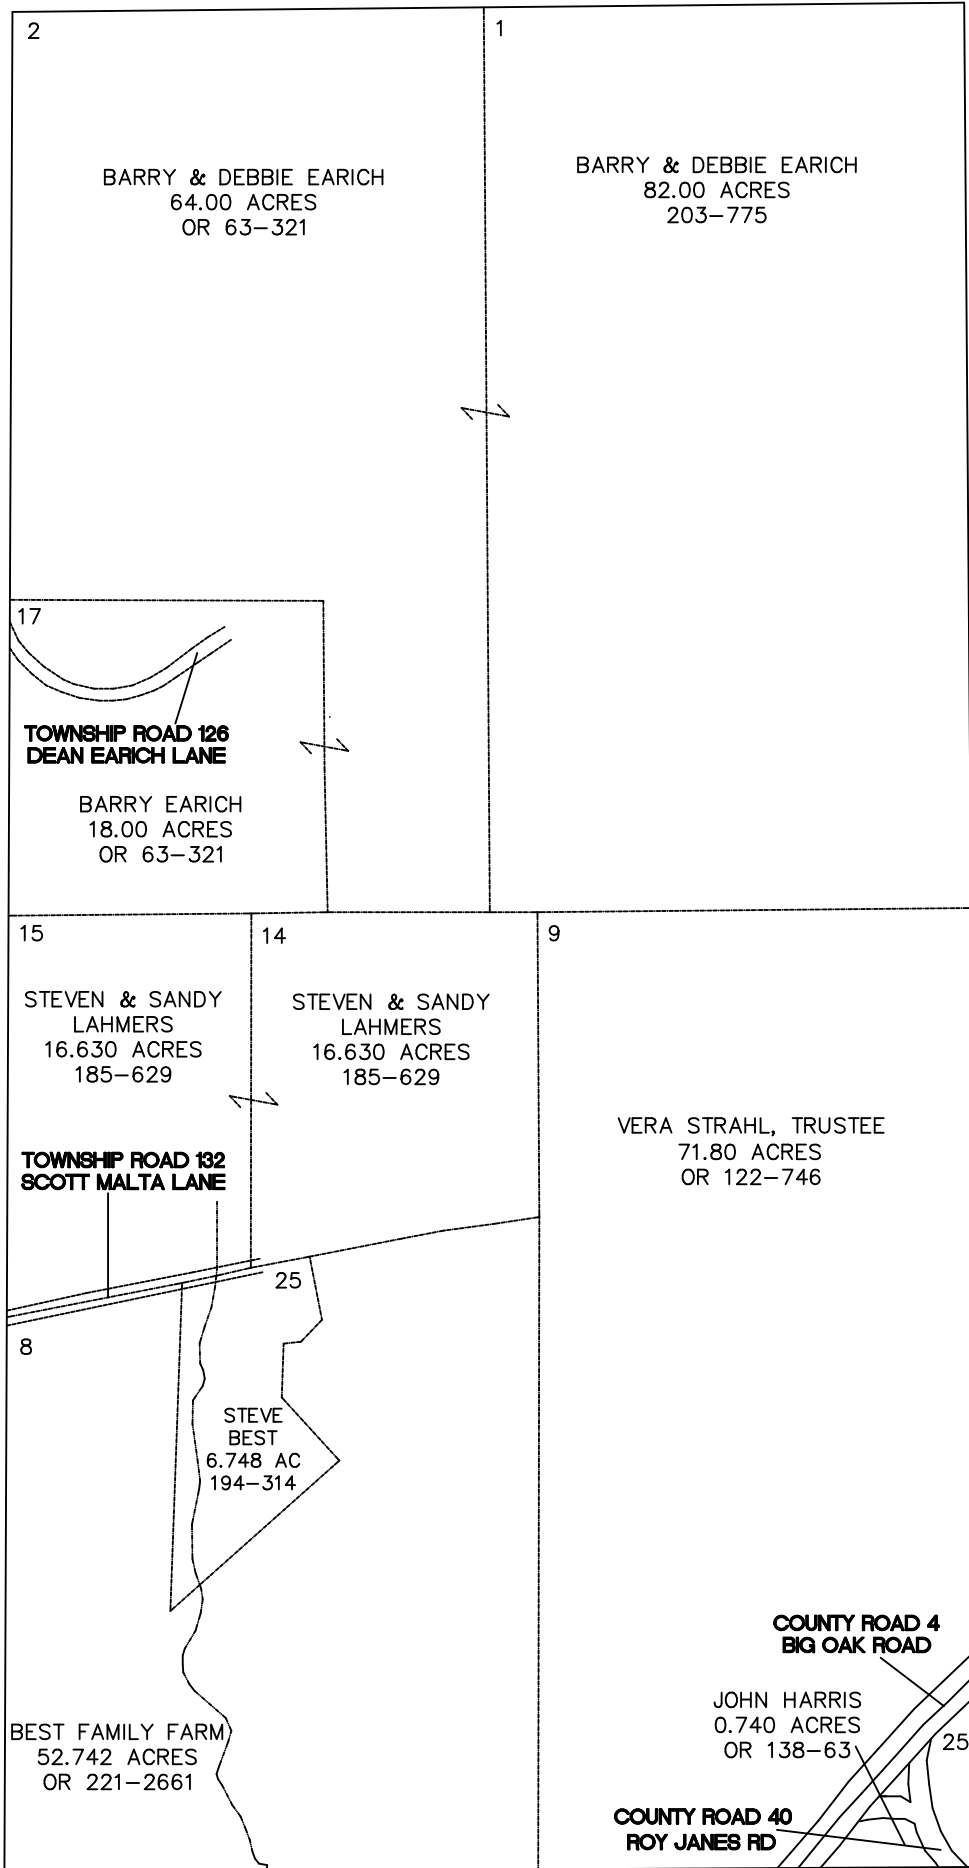 2
1
BARRY & DEBBIE EARICH
64.00 ACRES
OR 63-321
BARRY & DEBBIE EARICH
82.00 ACRES
203-775
17
TOWNSHIP ROAD 126
DEAN EARICH LANE
BARRY EARICH
18.00 ACRES
OR 63-321
15
14
9
STEVEN & SANDY
LAHMERS
16.630 ACRES
185-629
STEVEN & SANDY
LAHMERS
16.630 ACRES
185-629
VERA STRAHL, TRUSTEE
71.80 ACRES
OR 122-746
TOWNSHIP ROAD 132
SCOTT MALTA LANE
25
8
STEVE
BEST
6.748 AC
194-314
COUNTY ROAD 4
BIG OAK ROAD
JOHN HARRIS
0.740 ACRES
OR 138-63
25
BEST FAMILY FARM
52.742 ACRES
OR 221-2661
COUNTY ROAD 40
ROY JANES RD